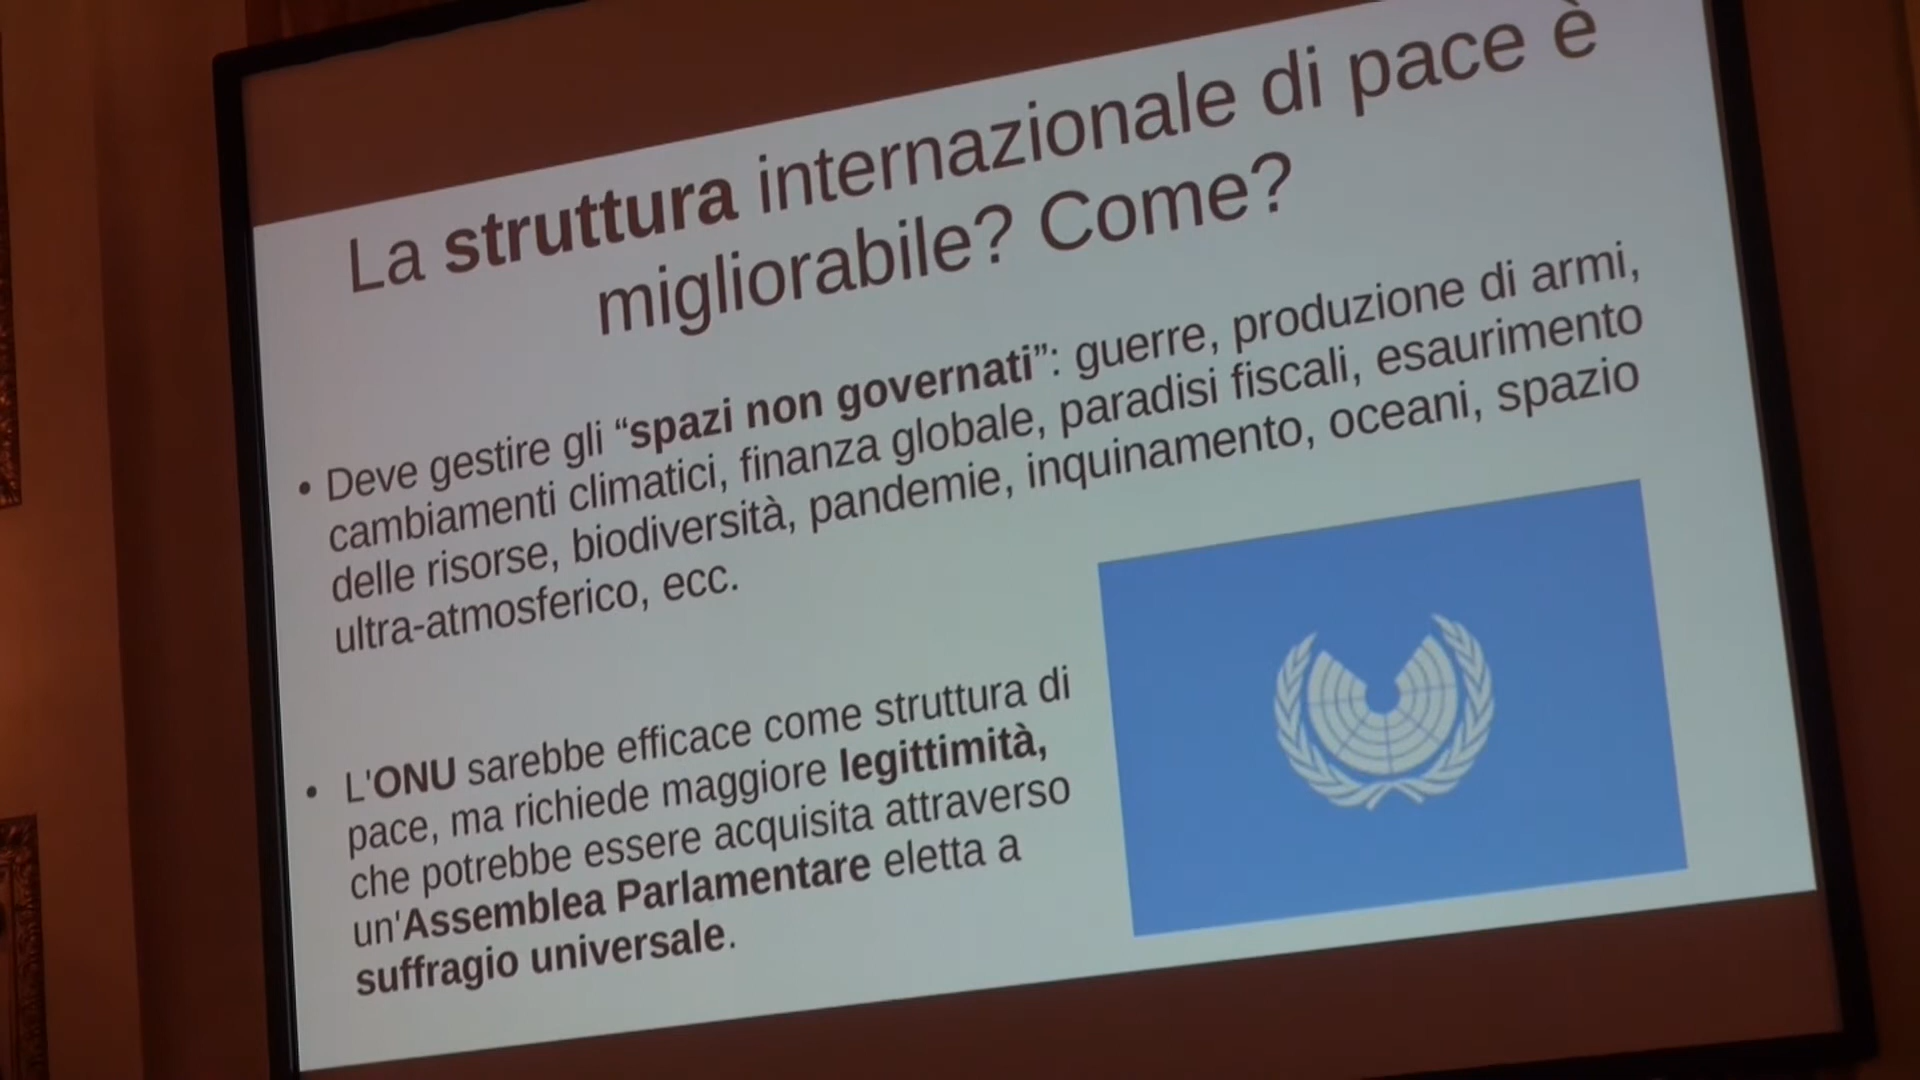 La struttura internazionale di pace è
migliorabile? Come?
• Deve gestire gli “spazi non governati”: guerre, produzione di armi,
cambiamenti climatici, finanza globale, paradisi fiscali, esaurimento
delle risorse, biodiversità, pandemie, inquinamento, oceani, spazio
ultra-atmosferico, ecc.
• L'ONU sarebbe efficace come struttura di
pace, ma richiede maggiore legittimità,
che potrebbe essere acquisita attraverso
un'Assemblea Parlamentare eletta a
suffragio universale.